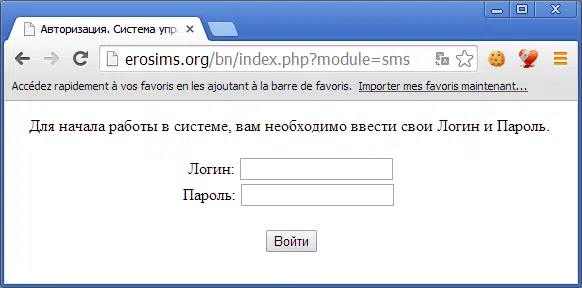 Авторизация. Система упр
erosims.org/bn/index.php?module=sms
Accédez rapidement à vos favoris en les ajoutant à la barre de favoris. Importer mes favoris maintenant...
Для начала работы в системе, вам необходимо ввести свои Логин и Пароль.
Логин:
Пароль:
Войти